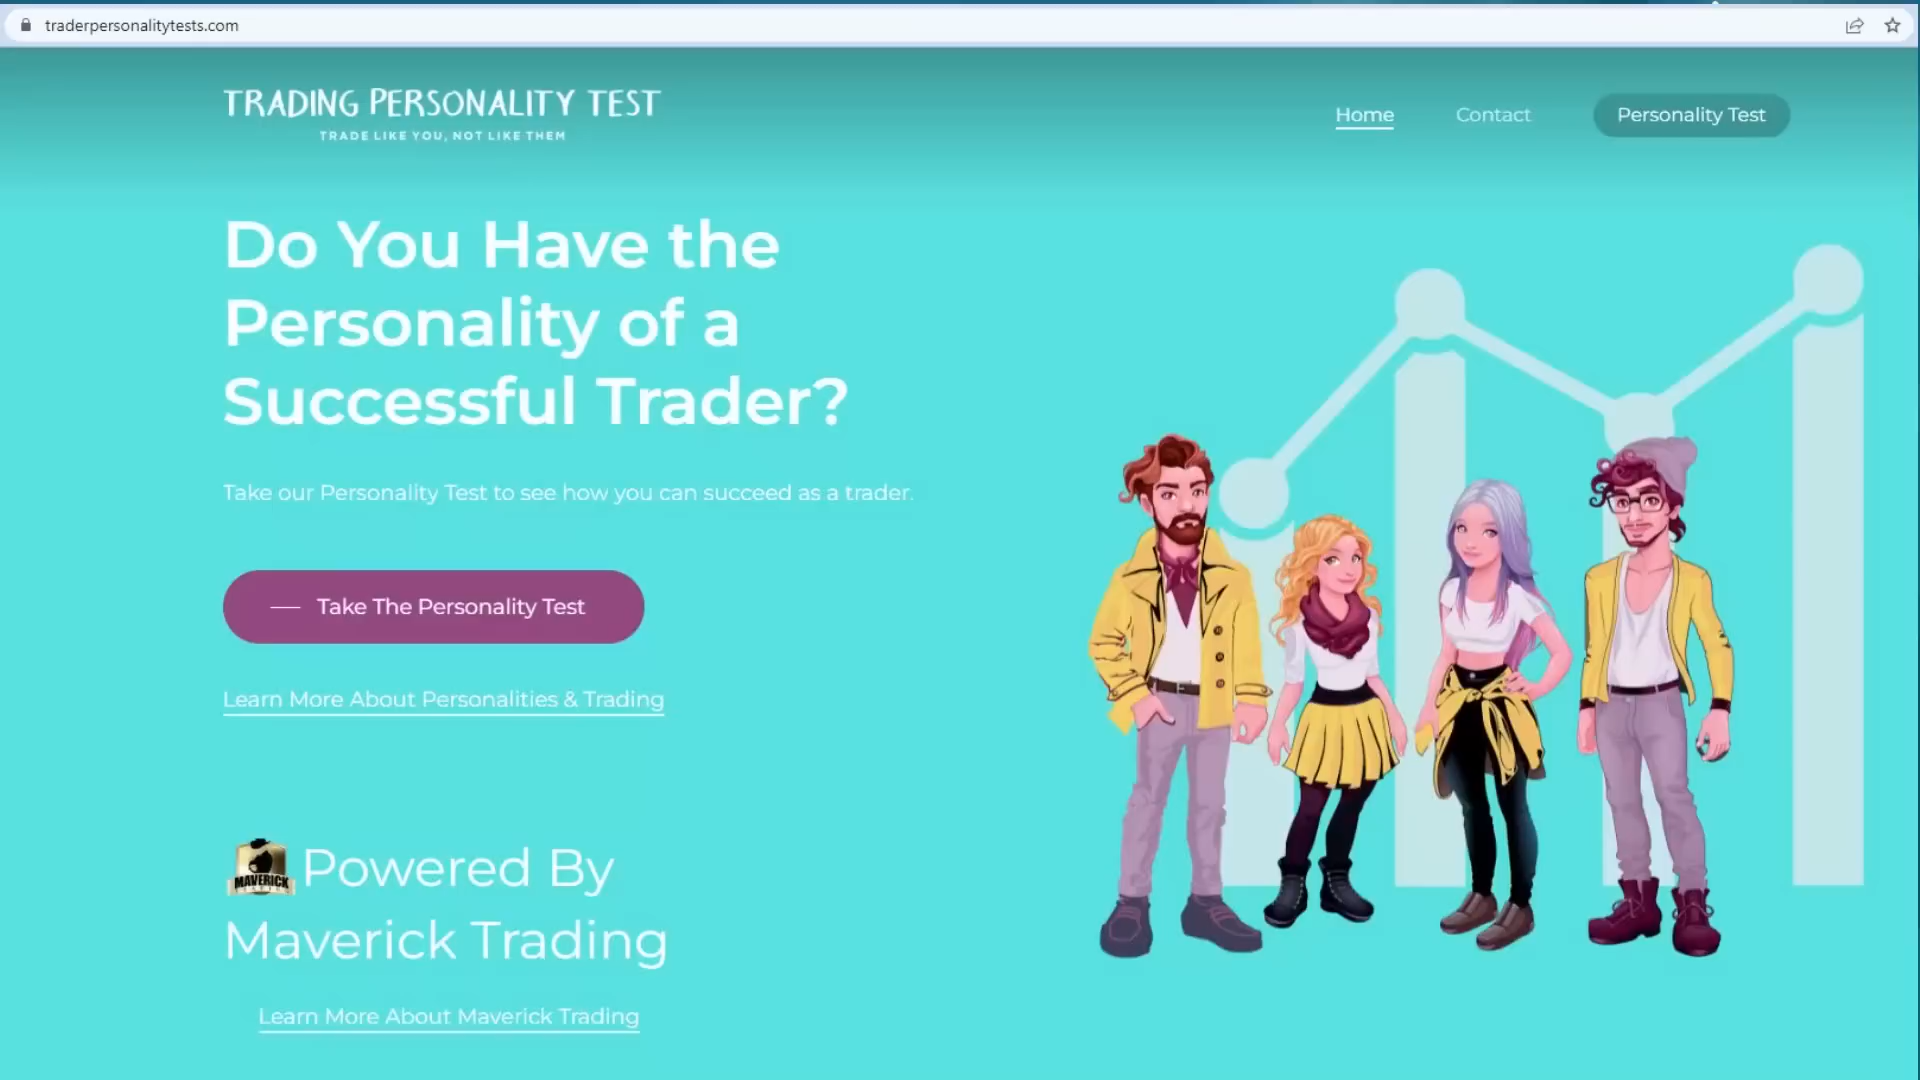 traderpersonalitytests.com
TRADING PERSONALITY TEST
TRADE LIKE YOU, NOT LIKE THEM
Home
Contact
Personality Test
Do You Have the
Personality of a
Successful Trader?
Take our Personality Test to see how you can succeed as a trader.
Take The Personality Test
Learn More About Personalities & Trading
MAVERICK
Powered By
Maverick Trading
Learn More About Maverick Trading